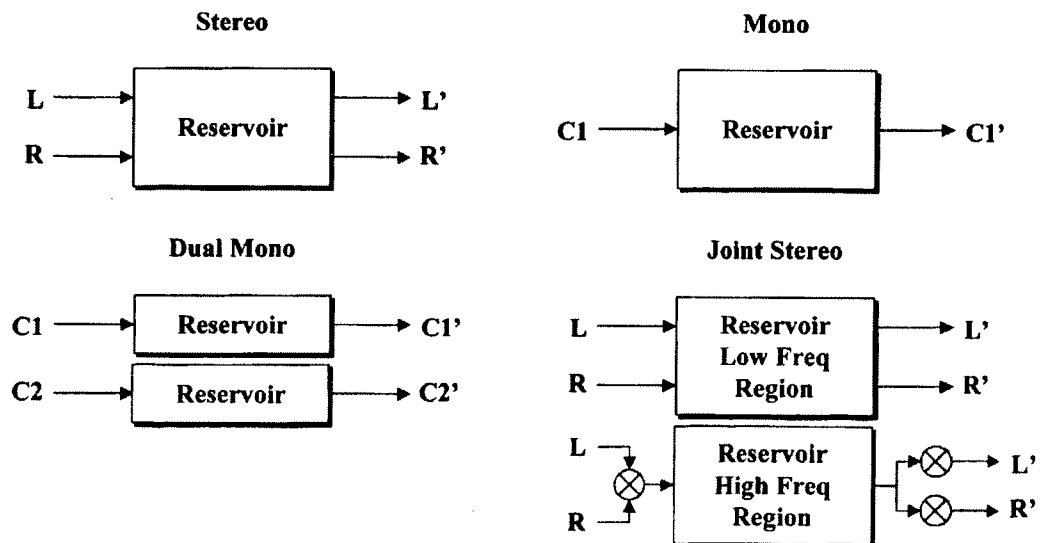 Stereo
L
R
Reservoir
L’
R’
Mono
C1
Reservoir
C1’
Dual Mono
C1
Reservoir
C1’
C2
Reservoir
C2’
Joint Stereo
L
R
Reservoir
Low Freq
Region
L’
R’
L
R
Reservoir
High Freq
Region
L’
R’